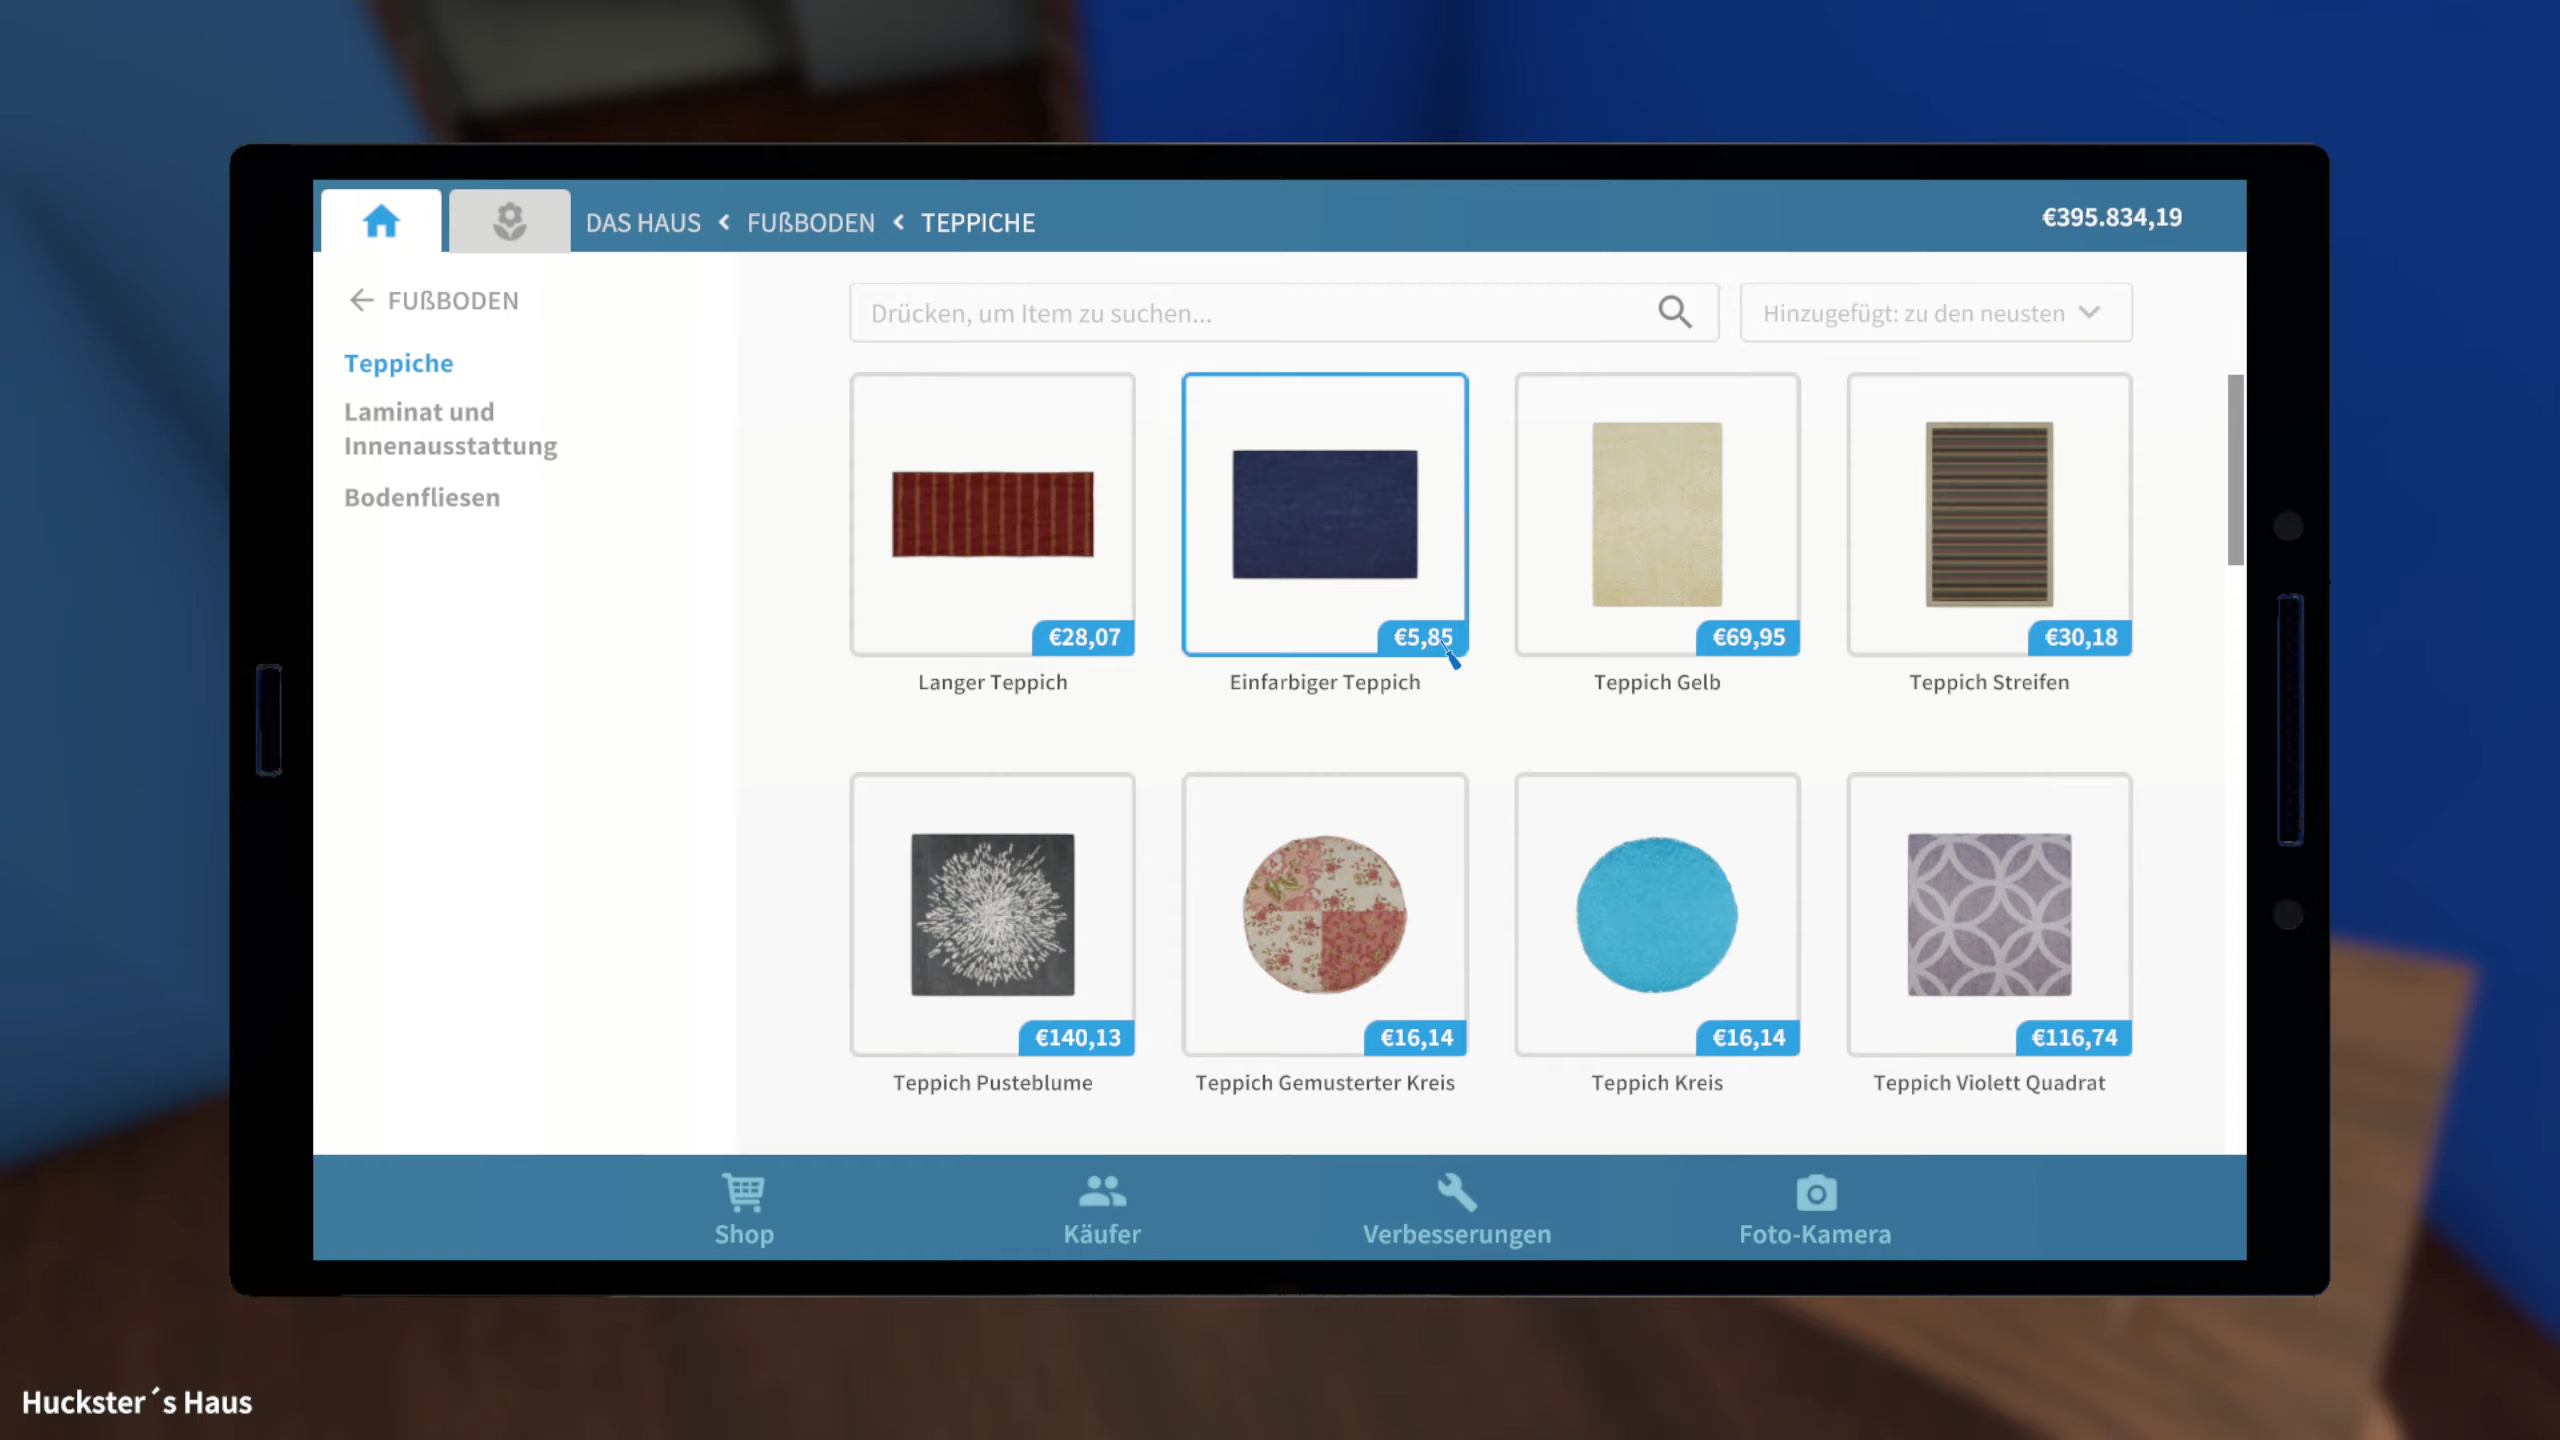 DAS HAUS < FUßBODEN < TEPPICHE
€395.834,19
FUßBODEN
Teppiche
Laminat und
Innenausstattung
Bodenfliesen
Drücken, um Item zu suchen...
Hinzugefügt: zu den neusten
€28,07
€5,85
€69,95
€30,18
Langer Teppich
Einfarbiger Teppich
Teppich Gelb
Teppich Streifen
€140,13
€16,14
€16,14
€116,74
Teppich Pusteblume
Teppich Gemusterter Kreis
Teppich Kreis
Teppich Violett Quadrat
Shop
Käufer
Verbesserungen
Foto-Kamera
Huckster´s Haus